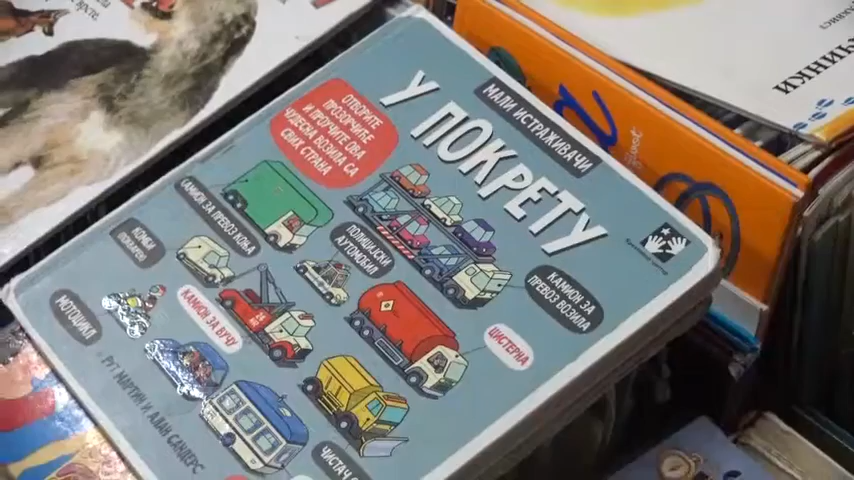 МАЛИ ИСТРАЖИВАЧИ
У ПОКРЕТУ
ОТВОРИТЕ
ПРОЗОРЧИЋЕ
И ПРОУЧИТЕ ОВА
ЧУДЕСНА ВОЗИЛА СА
СВИХ СТРАНА
КАМИОН ЗА ПРЕВОЗ КОЊА
ПОЛИЦИЈСКИ
АУТОМОБИЛ
КАМИОН ЗА
ПРЕВОЗ ВОЗИЛА
КОМБИ
МОТОЦИКЛ
КАМИОН ЗА ВУЧУ
ЦИСТЕРНА
РУТ МАРТИН И АЛАН САНДЕРС